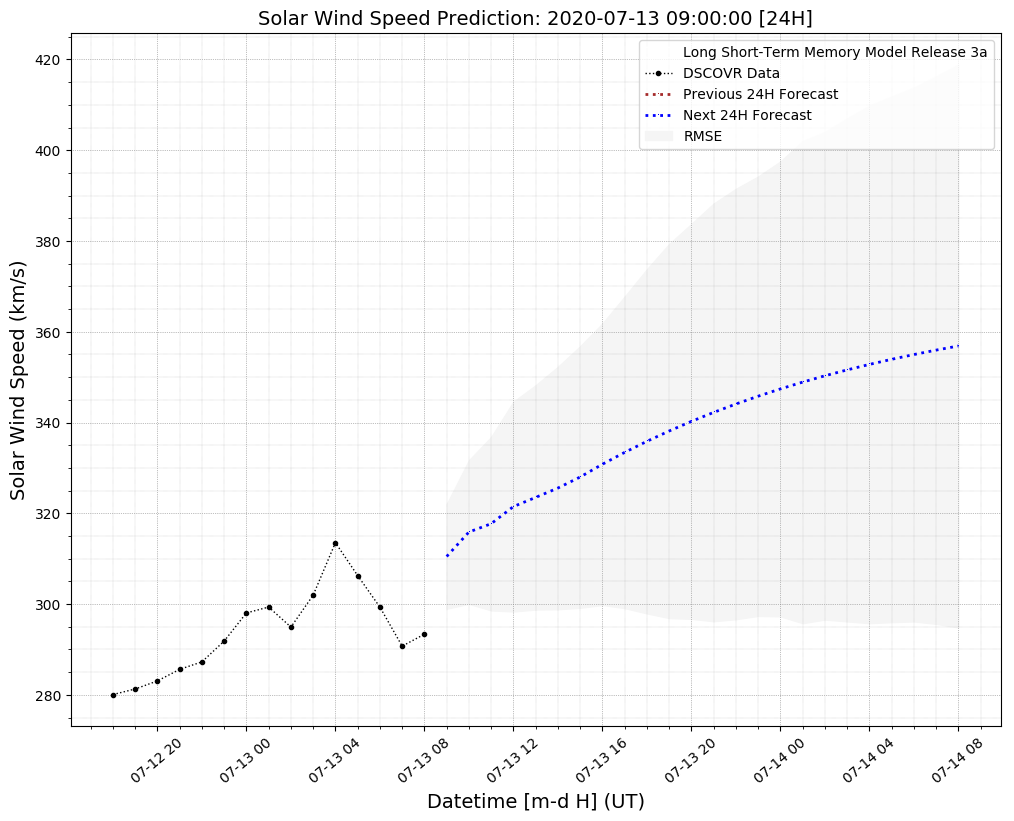 Solar Wind Speed Prediction: 2020-07-13 09:00:00 [24H]
Long Short-Term Memory Model Release 3a
DSCOVR Data
Previous 24H Forecast
Next 24H Forecast
RMSE
Solar Wind Speed (km/s)
420
400
380
360
340
320
300
280
07-12 20
07-13 00
07-13 04
07-13 08
07-13 12
07-13 16
07-13 20
07-14 00
07-14 04
07-14 08
Datetime [m-d H] (UT)